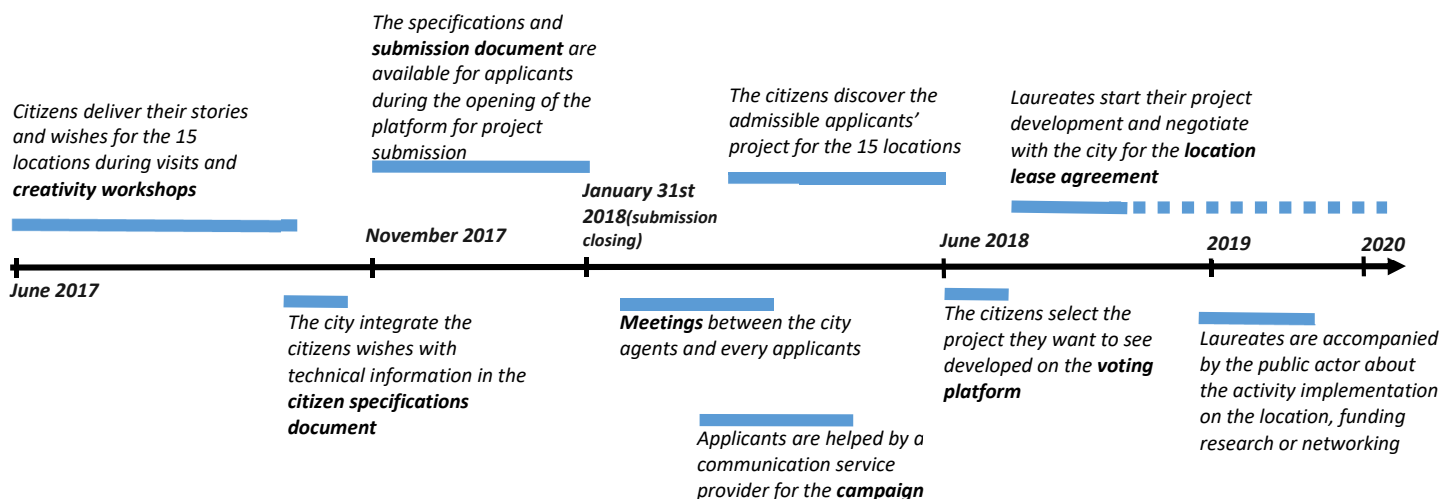 Citizens deliver their stories
and wishes for the 15
locations during visits and
creativity workshops
The specifications and
submission document are
available for applicants
during the opening of the
platform for project
submission
The citizens discover the
admissible applicants'
project for the 15 locations
Laureates start their project
development and negotiate
with the city for the location
lease agreement
June 2017
November 2017
January 31st
2018(submission
closing)
June 2018
2019
2020
The city integrate the
citizens wishes with
technical information in the
citizen specifications
document
Meetings between the city
agents and every applicants
Applicants are helped by a
communication service
provider for the campaign
The citizens select the
project they want to see
developed on the voting
platform
Laureates are accompanied
by the public actor about
the activity implementation
on the location, funding
research or networking